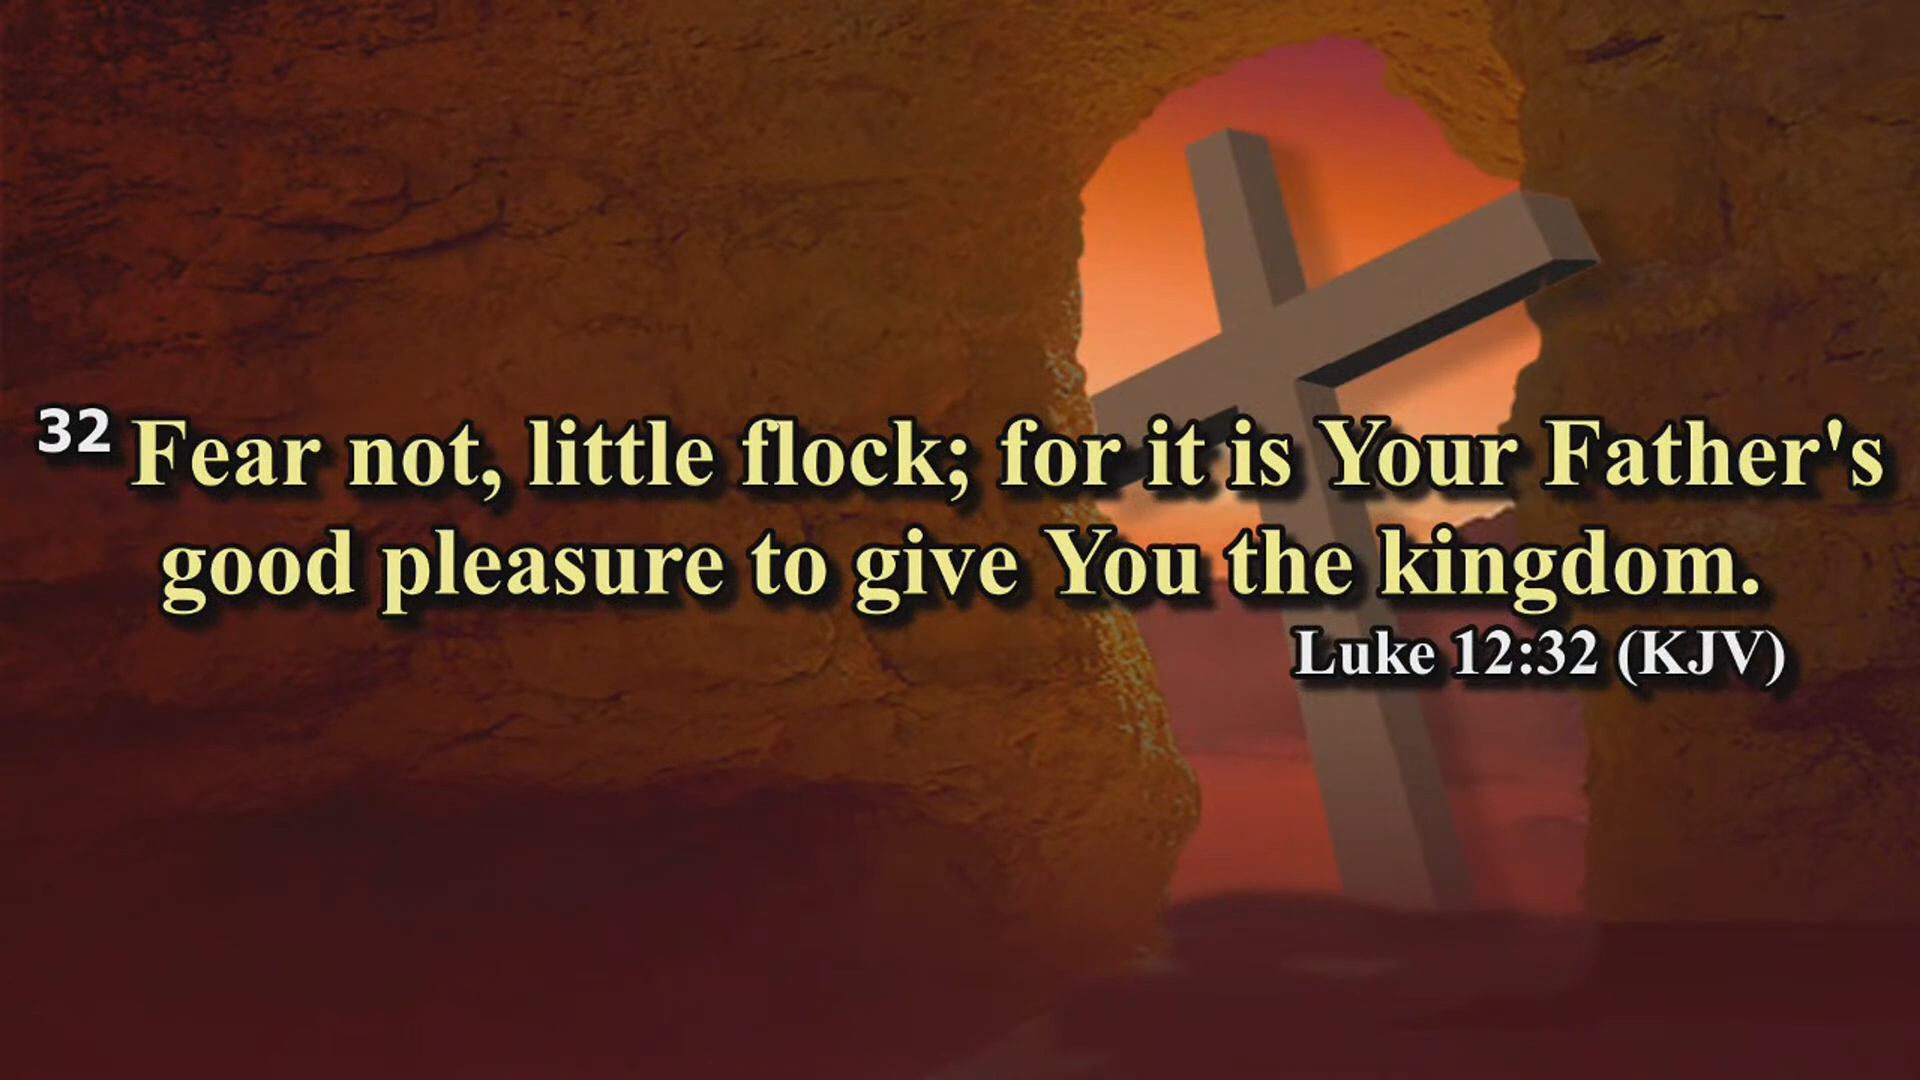 32 Fear not, little flock; for it is Your Father's
good pleasure to give You the kingdom.
Luke 12:32 (KJV)